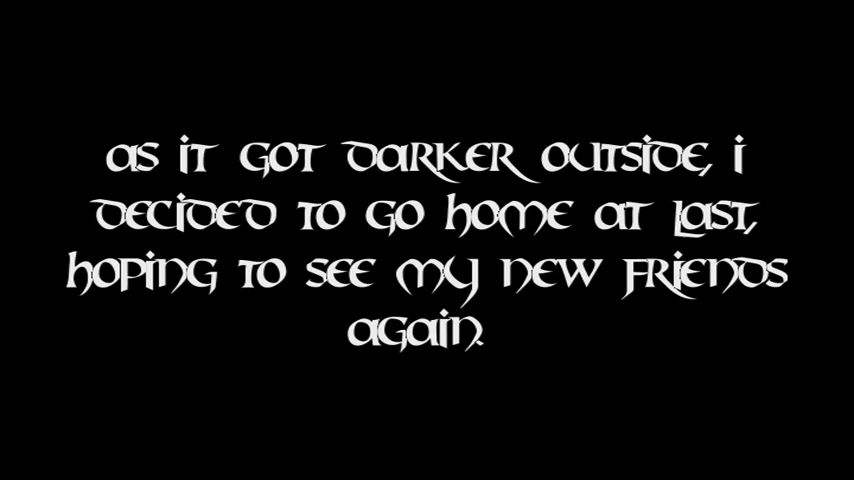 As it got darker outside, I
decided to go home at last,
hoping to see my new friends
again.